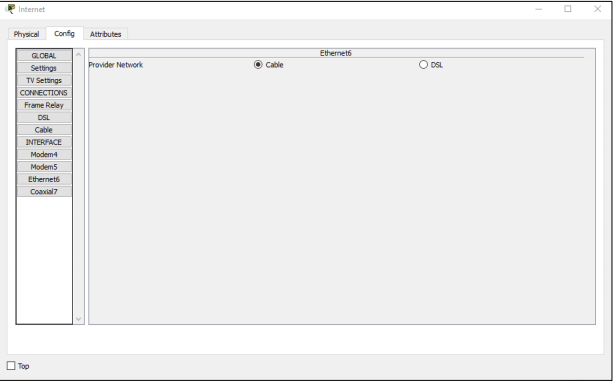 Internet
Physical Config Attributes
GLOBAL
Settings
TV Settings
CONNECTIONS
Frame Relay
DSL
Cable
INTERFACE
Modem4
Modem5
Ethernet6
Coaxial7
Ethernet6
Provider Network Cable DSL
Top